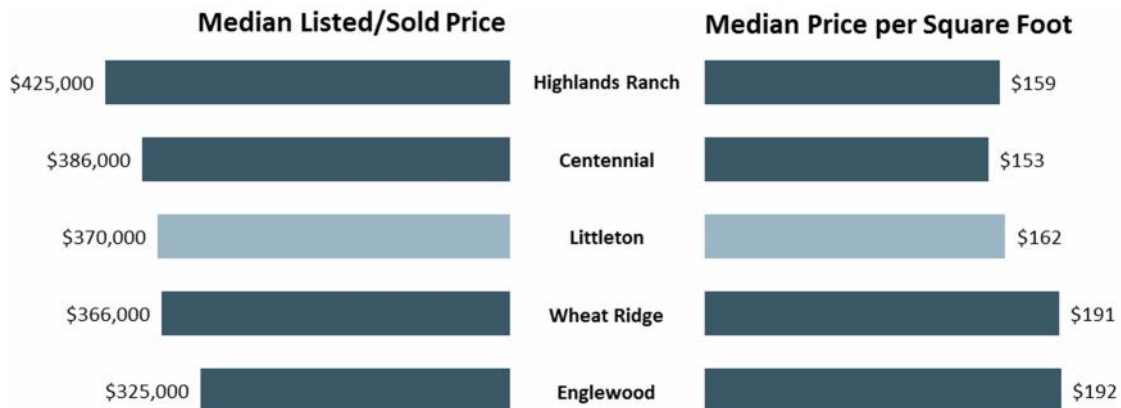 Median Listed/Sold Price
Median Price per Square Foot
$425,000 Highlands Ranch $159
$386,000 Centennial $153
$370,000 Littleton $162
$366,000 Wheat Ridge $191
$325,000 Englewood $192